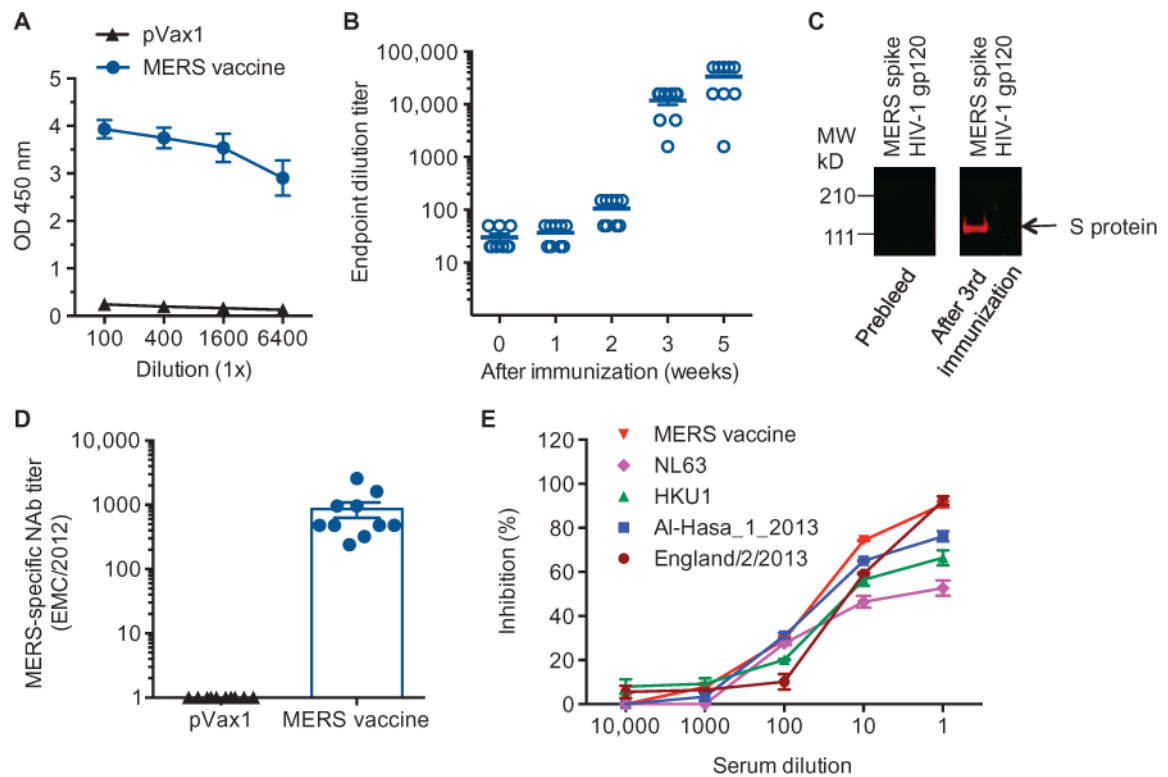 A
pVax1
MERS vaccine
5
4
3
2
1
0
OD 450 nm
100 400 1600 6400
Dilution (1x)
B
100,000
10,000
1000
100
10
Endpoint dilution titer
0 1 2 3 5
After immunization (weeks)
C
MERS spike
HIV-1 gp120
MERS spike
HIV-1 gp120
MW
kD
210
111
S protein
Prebleed
After 3rd
immunization
D
10,000
1000
100
10
1
MERS-specific NAb titer
(EMC/2012)
pVax1 MERS vaccine
E
MERS vaccine
NL63
HKU1
Al-Hasa_1_2013
England/2/2013
120
100
80
60
40
20
0
Inhibition (%)
10,000 1000 100 10 1
Serum dilution